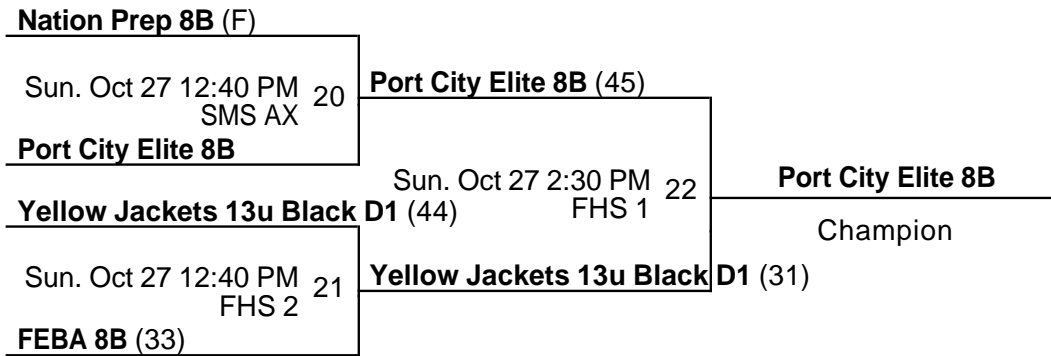 Nation Prep 8B (F)
Sun. Oct 27 12:40 PM 20
SMS AX
Port City Elite 8B
Port City Elite 8B (45)
Yellow Jackets 13u Black D1 (44)
Sun. Oct 27 12:40 PM 21
FHS 2
FEBA 8B (33)
Sun. Oct 27 2:30 PM 22
FHS 1
Yellow Jackets 13u Black D1 (31)
Port City Elite 8B
Champion